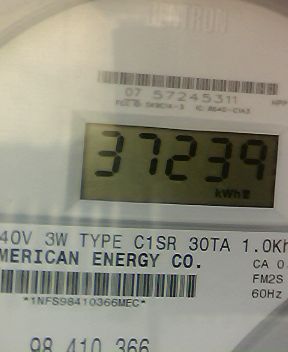 07 57245311
37239
kWh
40V 3W TYPE C1SR 30TA 1.0Kh
MERICAN ENERGY CO.
CA 0.
FM2S
60Hz
*1NFS98410366MEC*
98 410 366